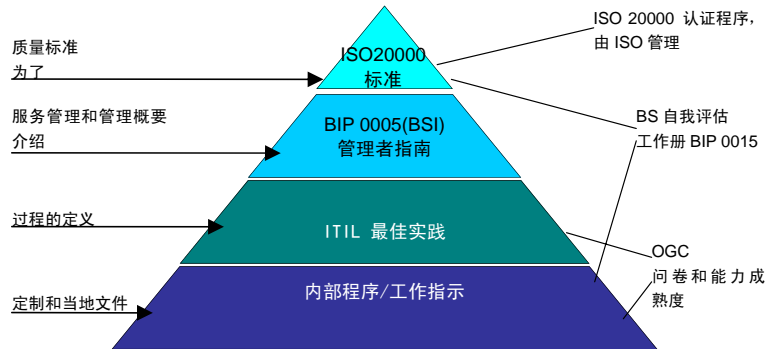 质量标准
为了
服务管理和管理概要
介绍
过程的定义
定制和当地文件
ISO20000
标准
BIP 0005(BSI)
管理者指南
ITIL 最佳实践
内部程序/工作指示
ISO 20000 认证程序，
由 ISO 管理
BS 自我评估
工作册 BIP 0015
OGC
问卷和能力成
熟度